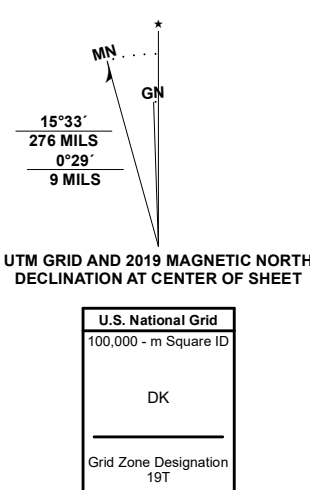 ★
MN
GN
15°33´
276 MILS
0°29´
9 MILS
UTM GRID AND 2019 MAGNETIC NORTH
DECLINATION AT CENTER OF SHEET
U.S. National Grid
100,000 - m Square ID
DK
Grid Zone Designation
19T